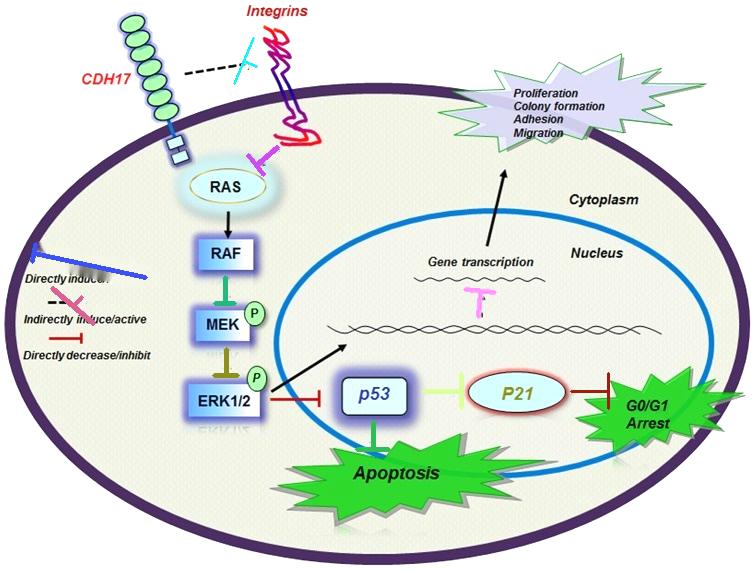 Integrins
CDH17
Proliferation
Colony formation
Adhesion
Migration
RAS
Cytoplasm
RAF
Nucleus
Gene transcription
Directly
Indirectly induce/active
Directly decrease/inhibit
MEK
P
P
ERK1/2
p53
P21
G0/G1
Arrest
Apoptosis